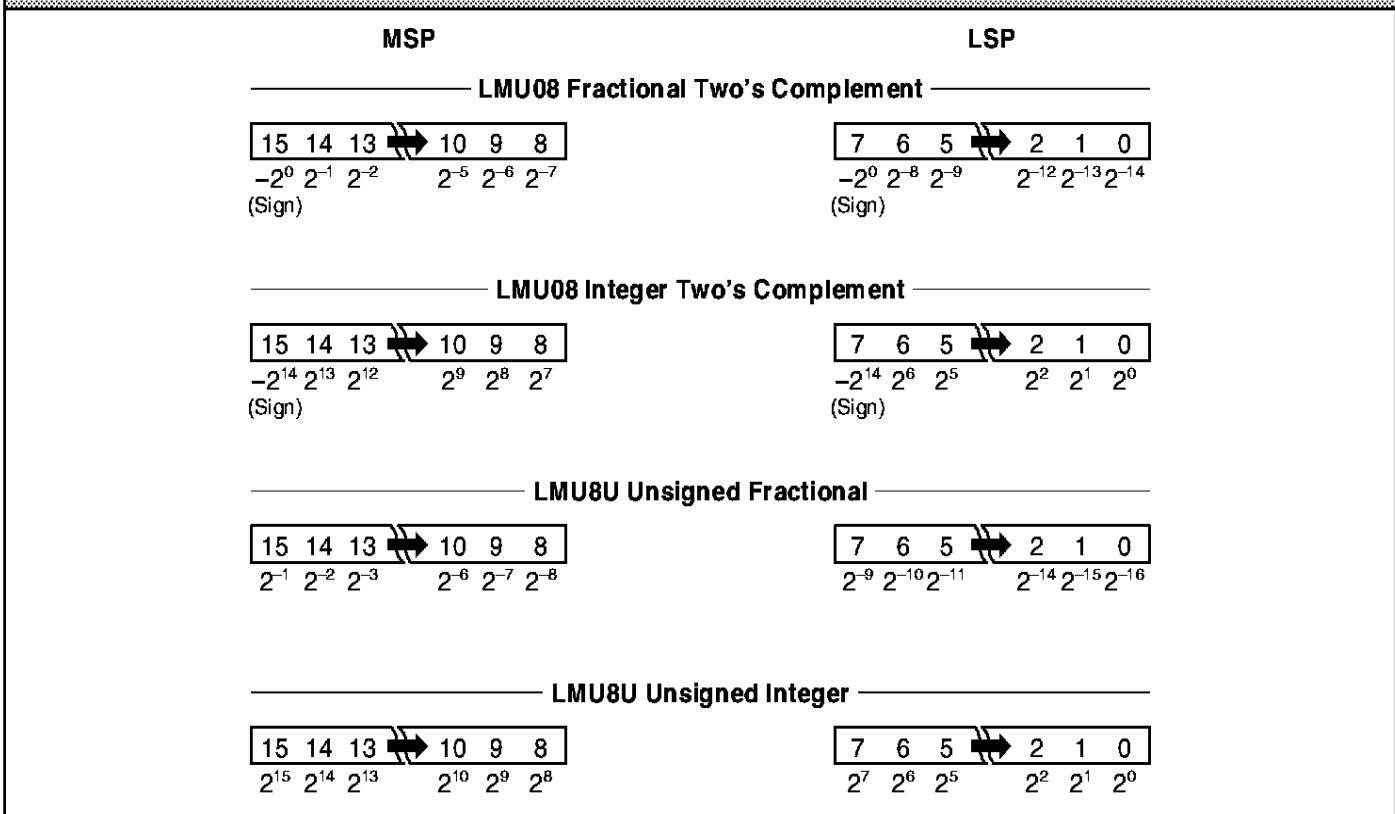 MSP LSP
LMU08 Fractional Two's Complement
15 14 13 10 9 8 7 6 5 2 1 0
−2⁰ 2⁻¹ 2⁻² 2⁻⁵ 2⁻⁶ 2⁻⁷ −2⁰ 2⁻⁸ 2⁻⁹ 2⁻¹² 2⁻¹³ 2⁻¹⁴
(Sign) (Sign)
LMU08 Integer Two's Complement
15 14 13 10 9 8 7 6 5 2 1 0
−2¹⁴ 2¹³ 2¹² 2⁹ 2⁸ 2⁷ −2¹⁴ 2⁶ 2⁵ 2² 2¹ 2⁰
(Sign) (Sign)
LMU8U Unsigned Fractional
15 14 13 10 9 8 7 6 5 2 1 0
2⁻¹ 2⁻² 2⁻³ 2⁻⁶ 2⁻⁷ 2⁻⁸ 2⁻⁹ 2⁻¹⁰ 2⁻¹¹ 2⁻¹⁴ 2⁻¹⁵ 2⁻¹⁶
LMU8U Unsigned Integer
15 14 13 10 9 8 7 6 5 2 1 0
2¹⁵ 2¹⁴ 2¹³ 2¹⁰ 2⁹ 2⁸ 2⁷ 2⁶ 2⁵ 2² 2¹ 2⁰